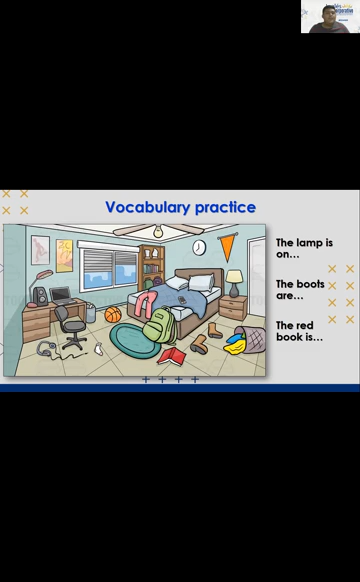 Vocabulary practice
The lamp is
on...
The boots
are...
The red
book is...